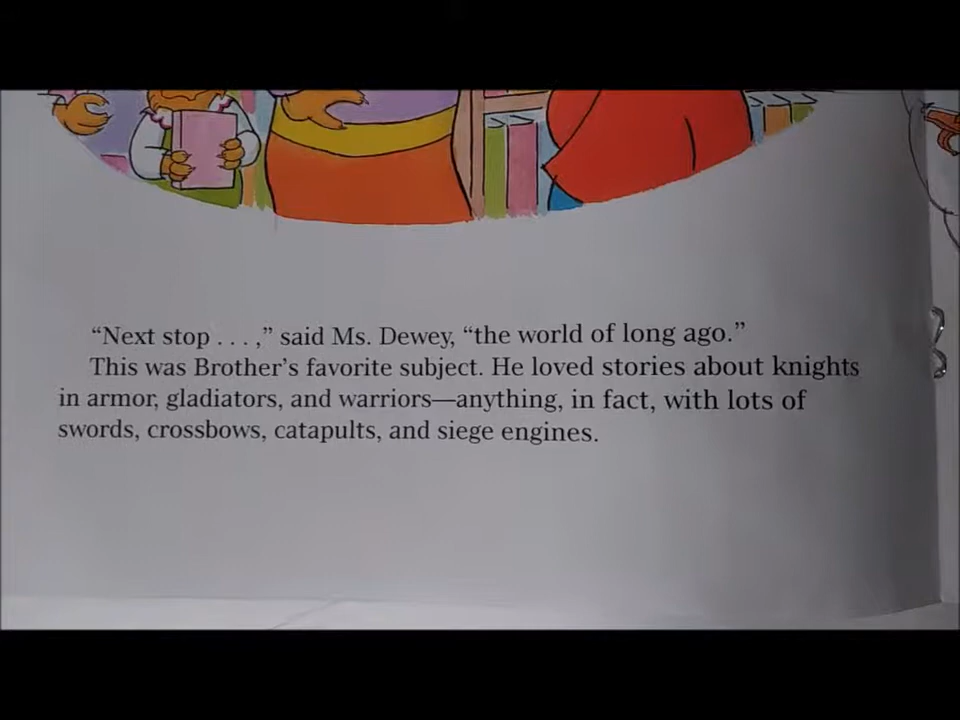 “Next stop . . . ,” said Ms. Dewey, “the world of long ago.”
This was Brother’s favorite subject. He loved stories about knights
in armor, gladiators, and warriors—anything, in fact, with lots of
swords, crossbows, catapults, and siege engines.